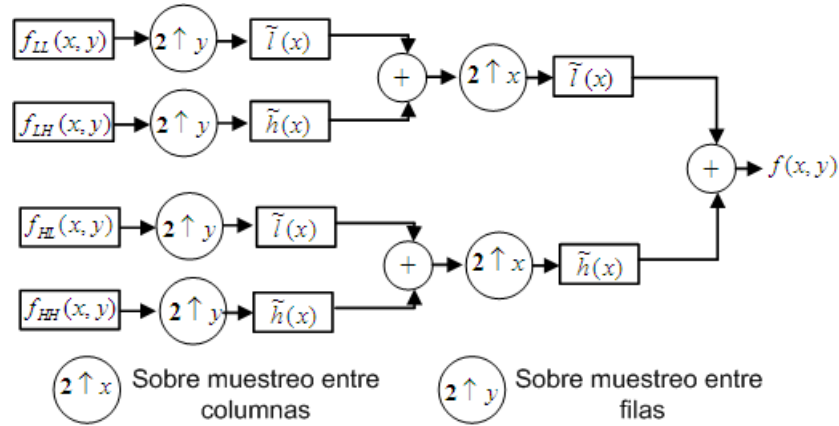 f_LL(x, y) 2↑y l̃(x)
+ 2↑x l̃(x)
f_LH(x, y) 2↑y h̃(x)
+ f(x, y)
f_HL(x, y) 2↑y l̃(x)
+ 2↑x h̃(x)
f_HH(x, y) 2↑y h̃(x)
2↑x Sobre muestreo entre
columnas
2↑y Sobre muestreo entre
filas